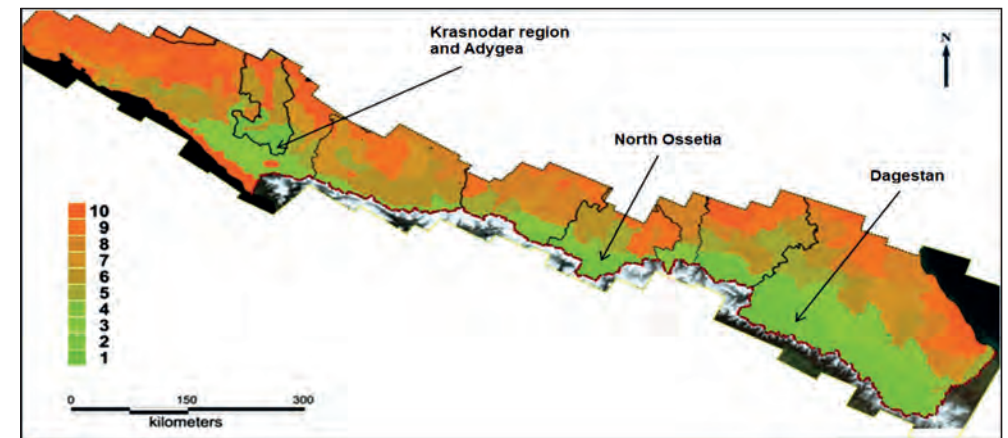 Krasnodar region
and Adygea
N
North Ossetia
Dagestan
10
9
8
7
6
5
4
3
2
1
0 150 300
kilometers